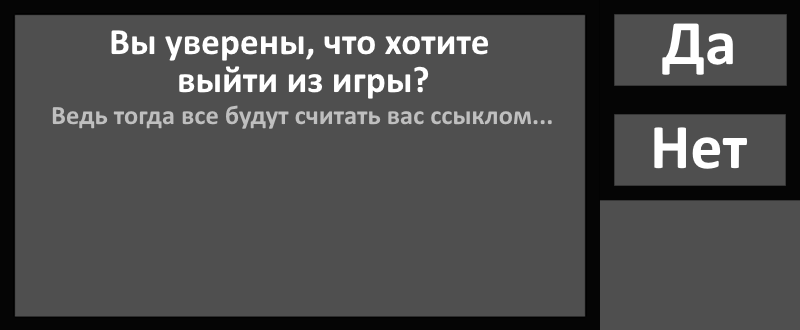 Вы уверены, что хотите
выйти из игры?
Ведь тогда все будут считать вас ссыклом...
Да
Нет